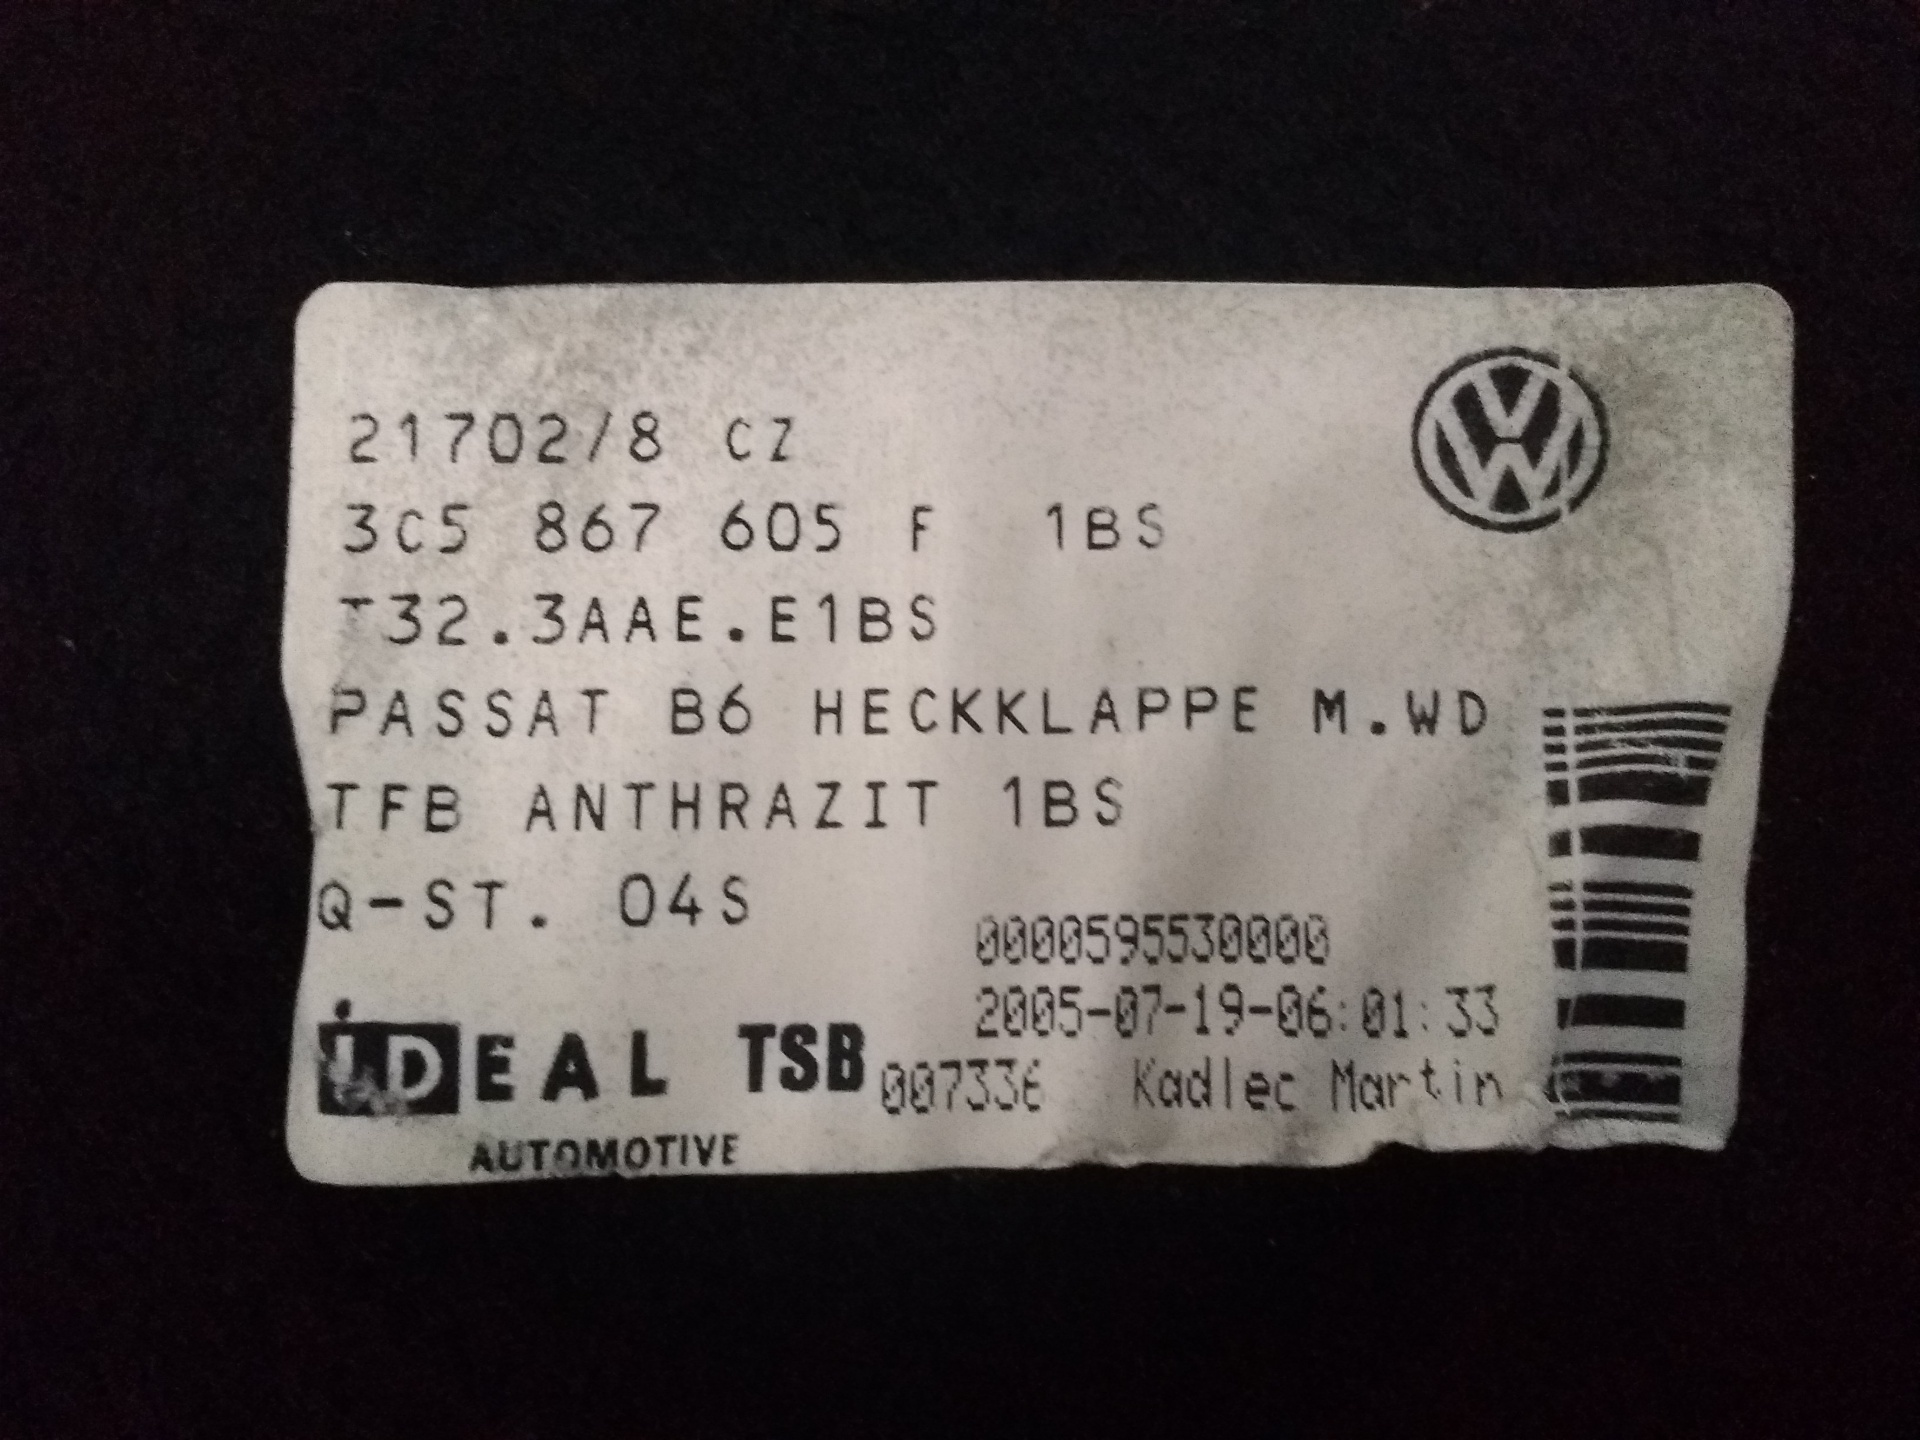 21702/8 CZ
3C5 867 605 F 1BS
T32.3AAE.E1BS
PASSAT B6 HECKKLAPPE M.WD
TFB ANTHRAZIT 1BS
Q-ST. 04S
0000595530000
2005-07-19-06:01:33
iDEAL TSB
007336 Kadlec Martin
AUTOMOTIVE